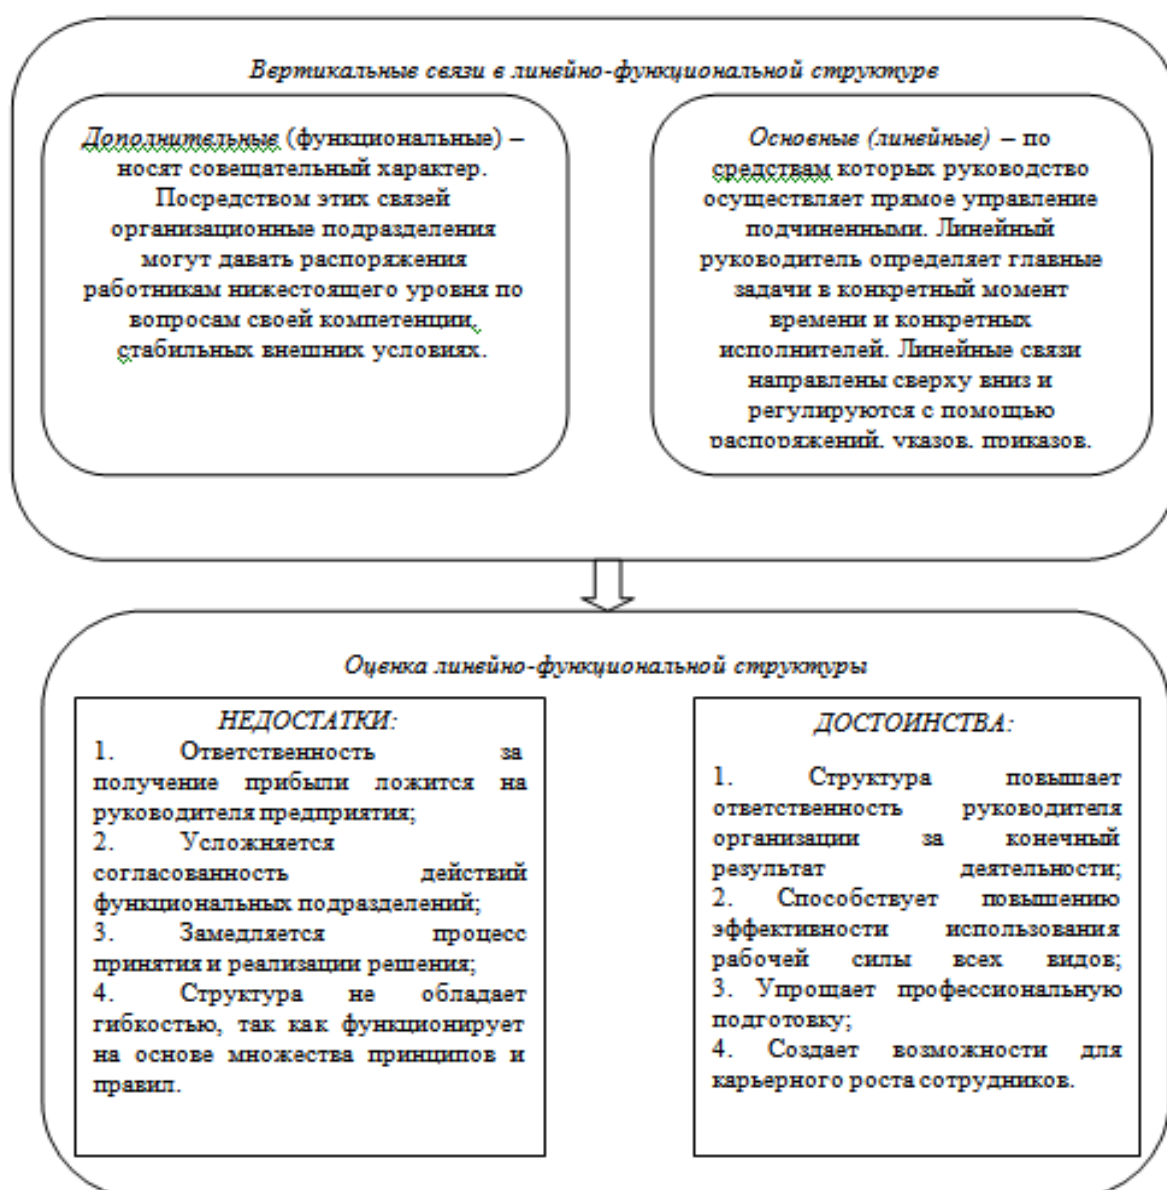 Вертикальные связи в линейно-функциональной структуре
Дополнительные (функциональные) –
носят совещательный характер.
Посредством этих связей
организационные подразделения
могут давать распоряжения
работникам нижестоящего уровня по
вопросам своей компетенции,
стабильных внешних условиях.
Основные (линейные) – по
средствам которых руководство
осуществляет прямое управление
подчиненными. Линейный
руководитель определяет главные
задачи в конкретный момент
времени и конкретных
исполнителей. Линейные связи
направлены сверху вниз и
регулируются с помощью
распоряжений, указов, приказов.
Оценка линейно-функциональной структуры
НЕДОСТАТКИ:
1. Ответственность за
получение прибыли ложится на
руководителя предприятия;
2. Усложняется
согласованность действий
функциональных подразделений;
3. Замедляется процесс
принятия и реализации решения;
4. Структура не обладает
гибкостью, так как функционирует
на основе множества принципов и
правил.
ДОСТОИНСТВА:
1. Структура повышает
ответственность руководителя
организации за конечный
результат деятельности;
2. Способствует повышению
эффективности использования
рабочей силы всех видов;
3. Упрощает профессиональную
подготовку;
4. Создает возможности для
карьерного роста сотрудников.